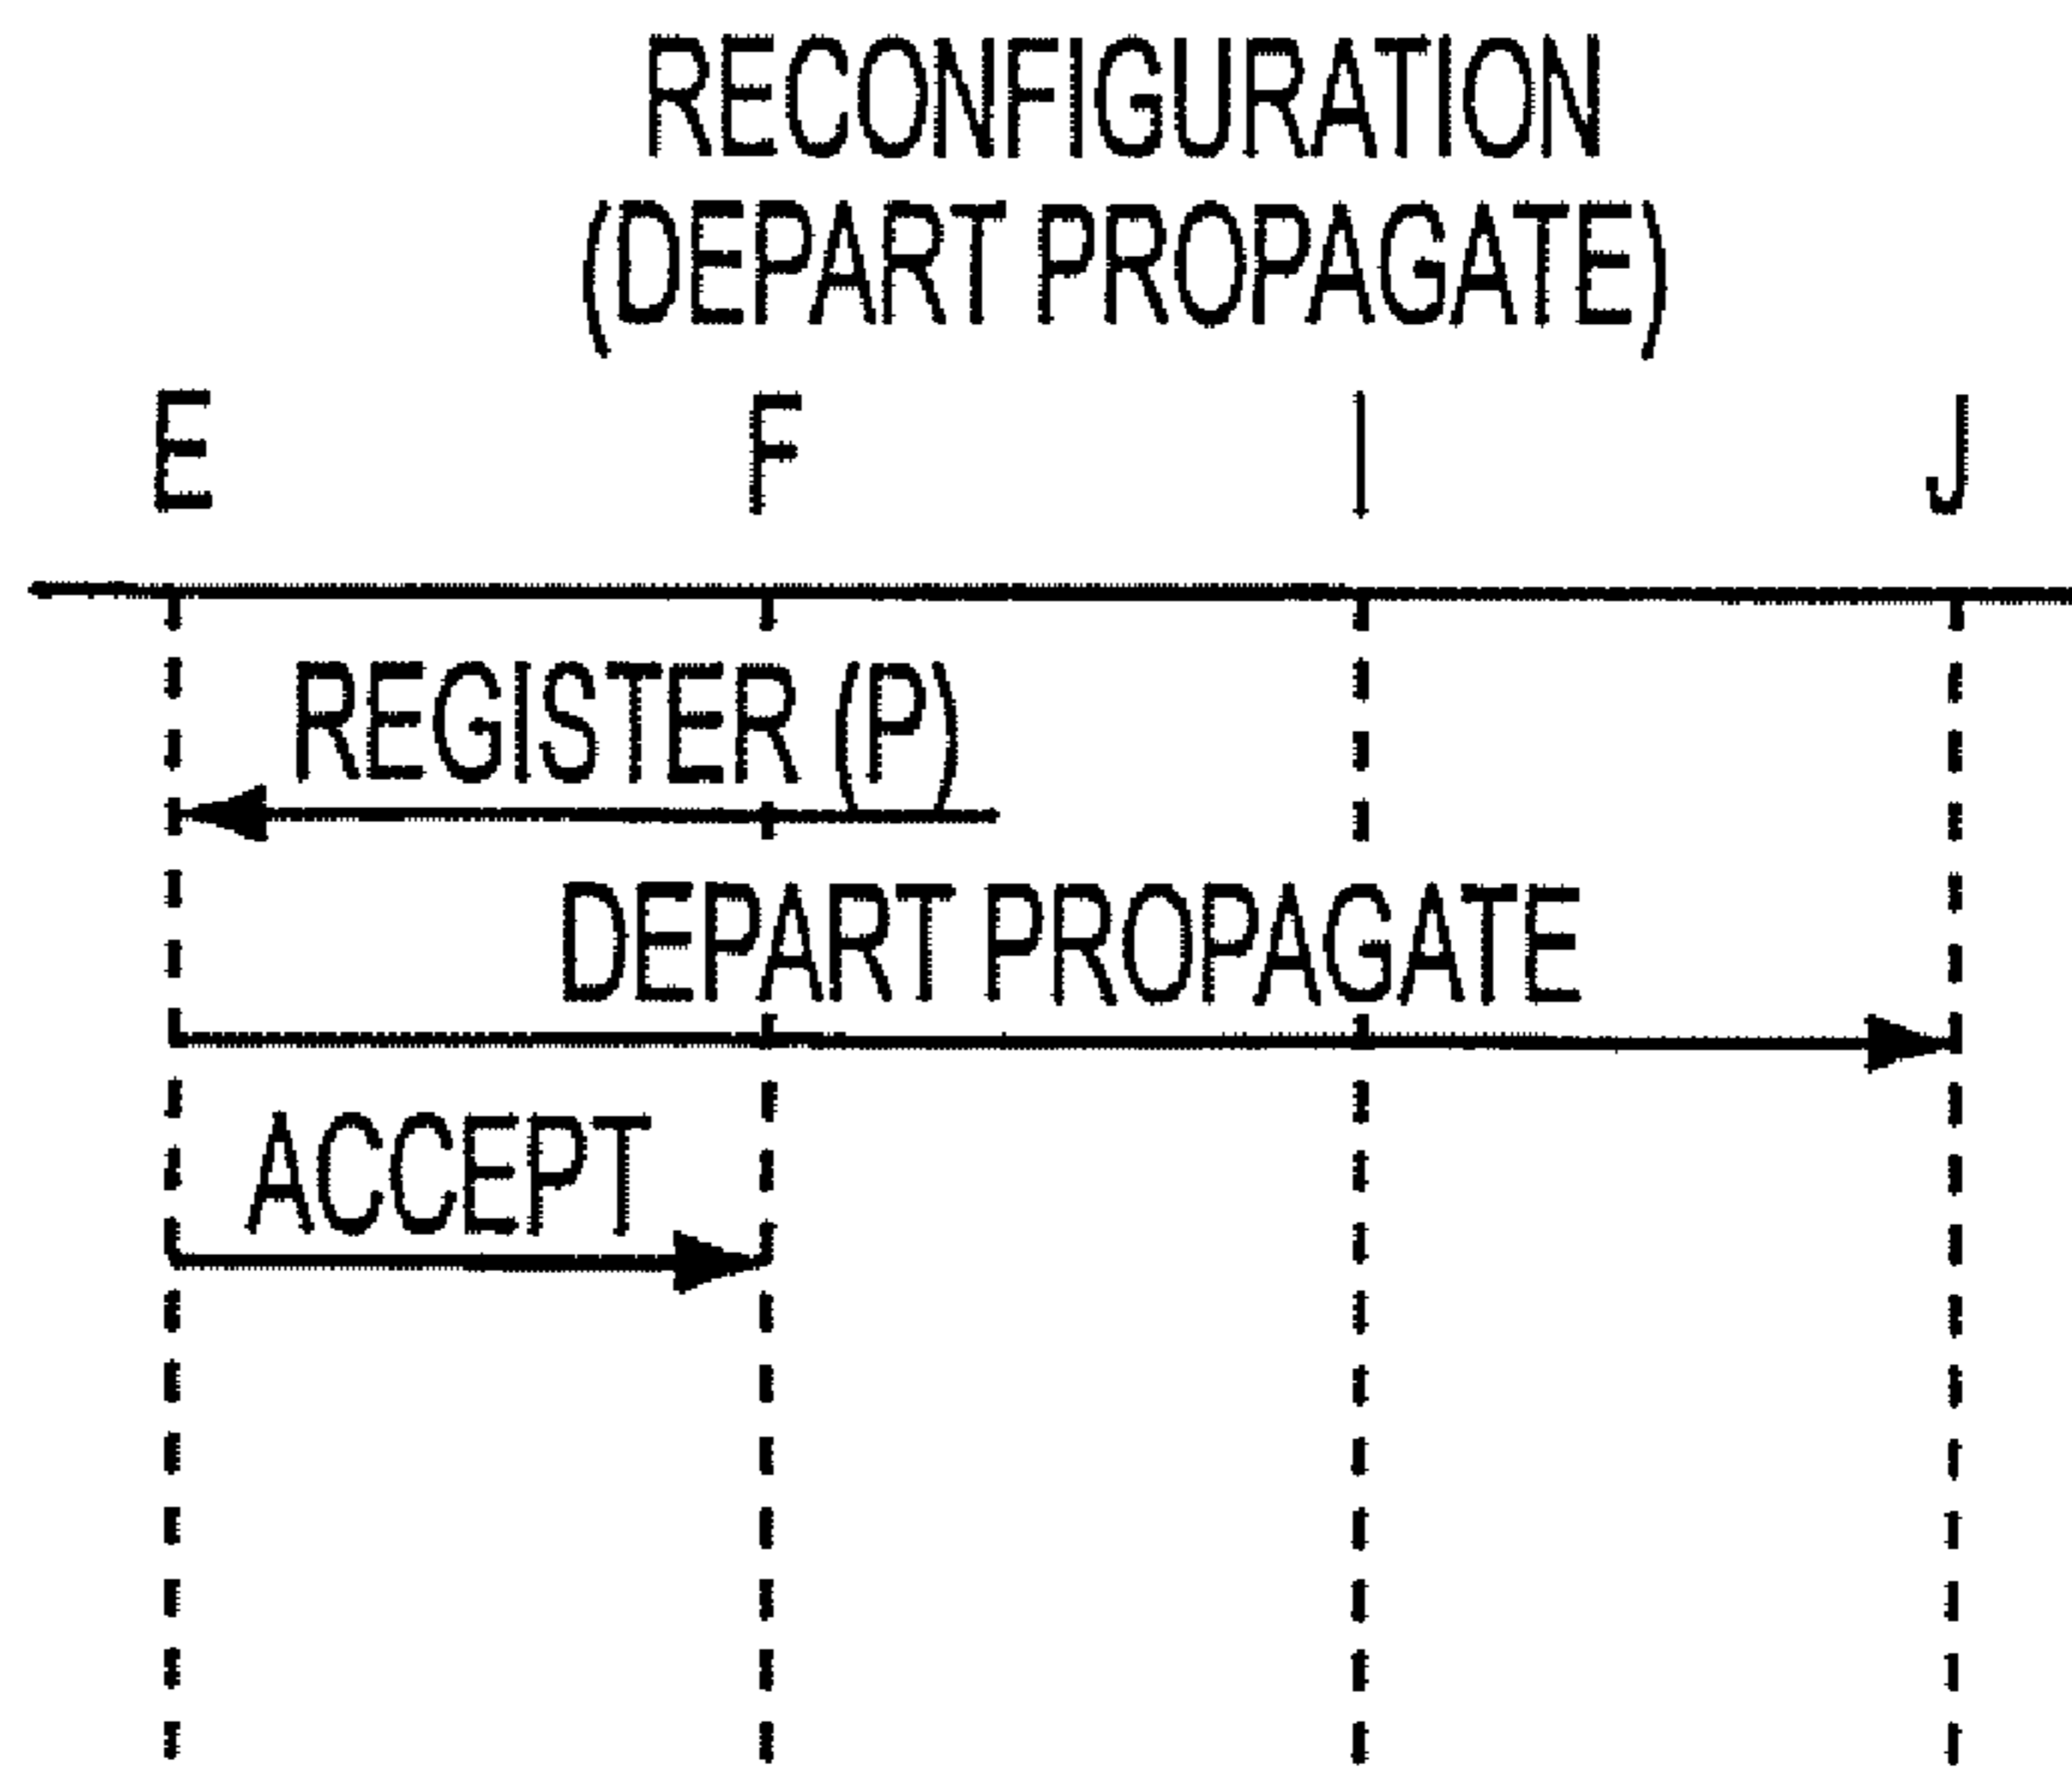 RECONFIGURATION
(DEPART PROPAGATE)
E F I J
REGISTER (P)
DEPART PROPAGATE
ACCEPT